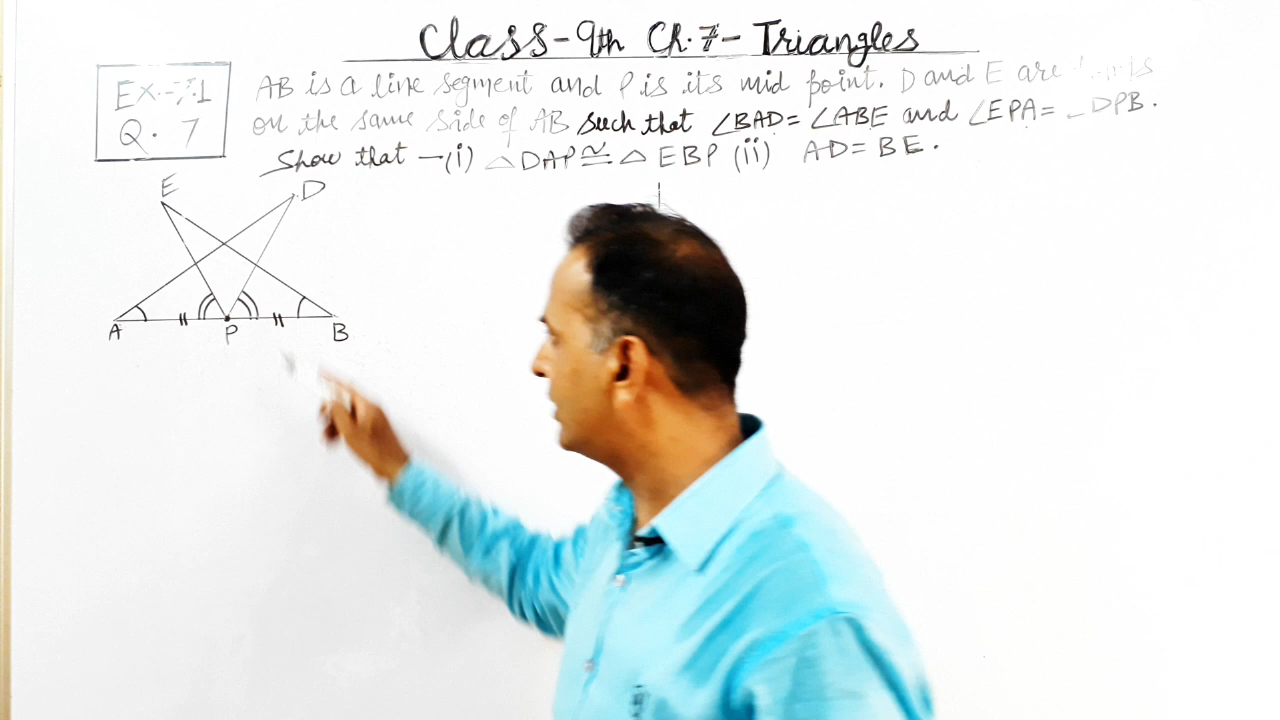 Class-9th Ch.7- Triangles
Ex.-7.1
Q. 7
AB is a line segment and P is its mid point. D and E are
on the same side of AB such that ∠BAD=∠ABE and ∠EPA=∠DPB.
Show that -(i) △DAP≅△EBP (ii) AD=BE.
E D
A P B